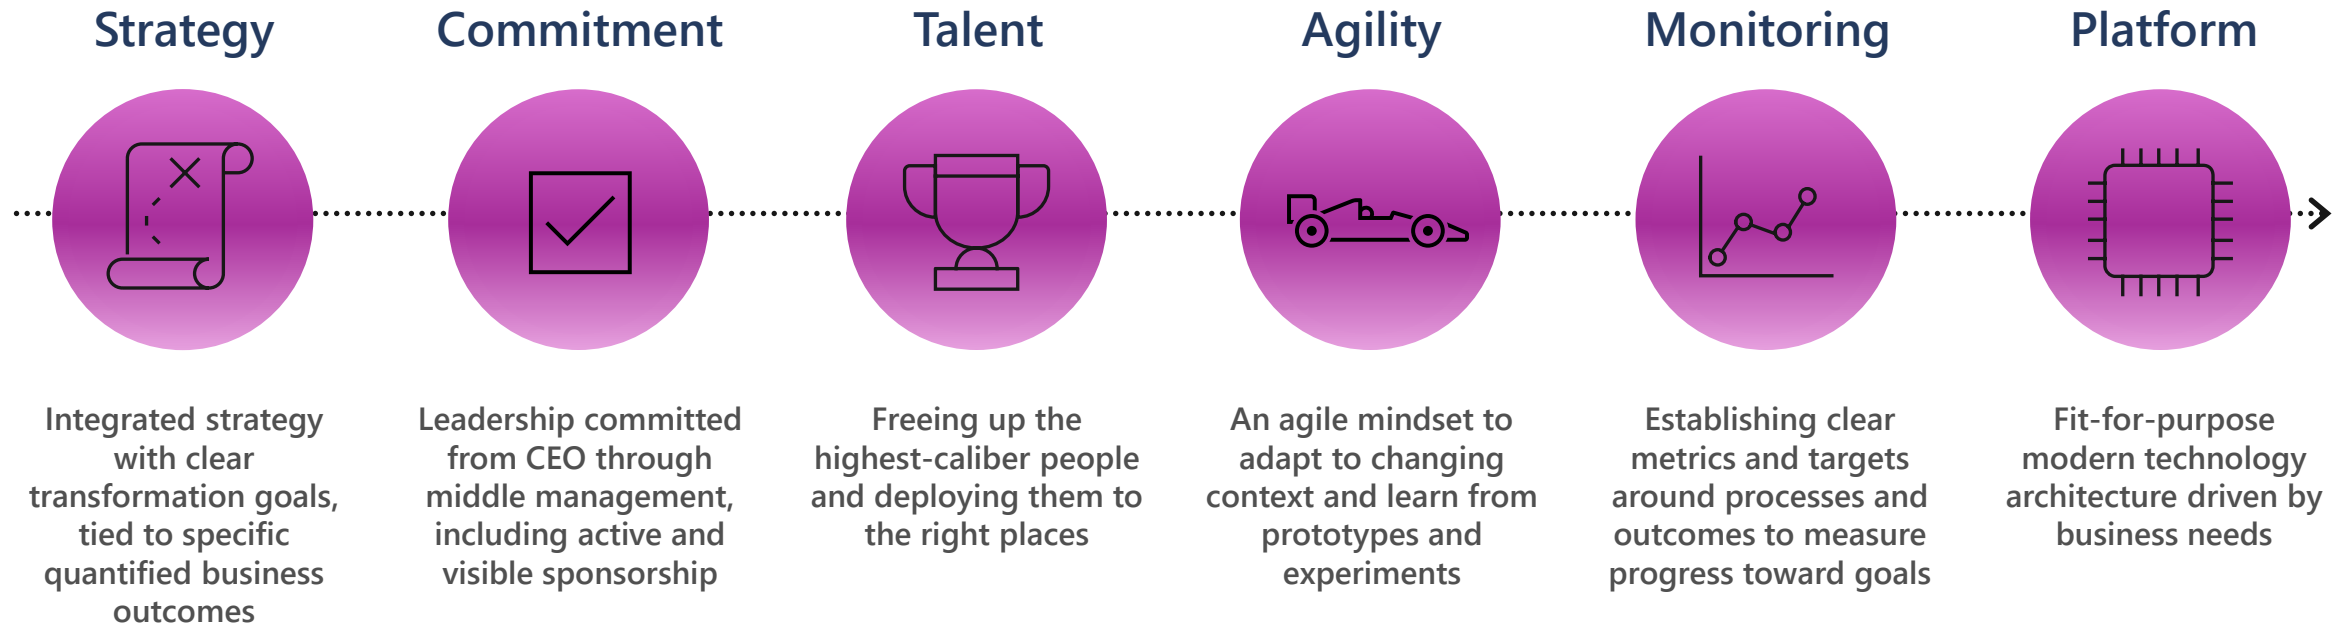 Strategy
Integrated strategy
with clear
transformation goals,
tied to specific
quantified business
outcomes
Commitment
Leadership committed
from CEO through
middle management,
including active and
visible sponsorship
Talent
Freeing up the
highest-caliber people
and deploying them to
the right places
Agility
An agile mindset to
adapt to changing
context and learn from
prototypes and
experiments
Monitoring
Establishing clear
metrics and targets
around processes and
outcomes to measure
progress toward goals
Platform
Fit-for-purpose
modern technology
architecture driven by
business needs